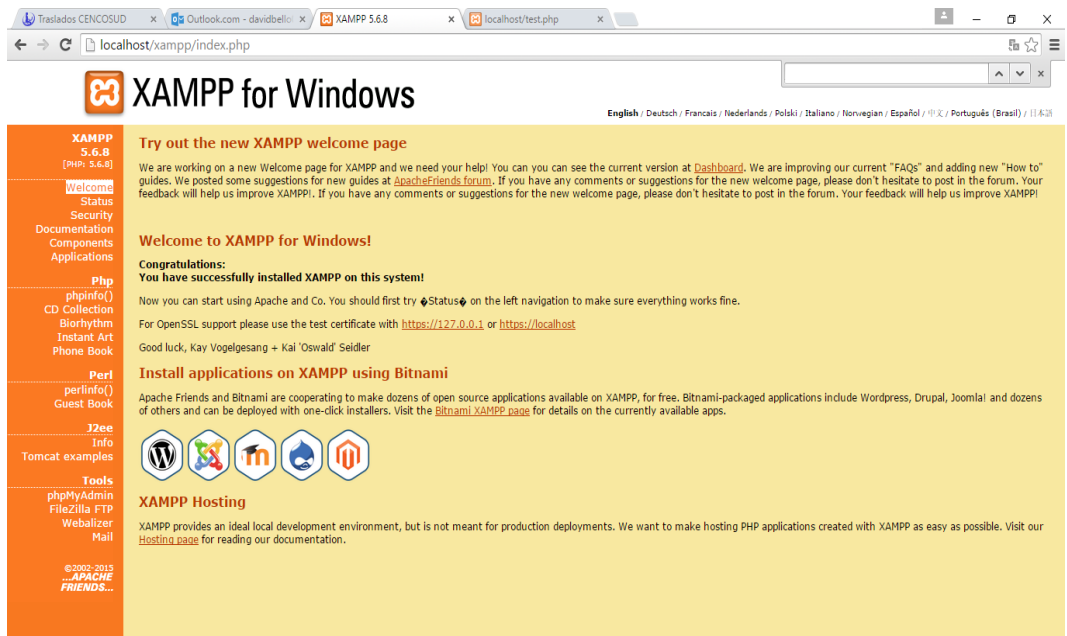 Traslados CENCOSUD
Outlook.com - davidbello
XAMPP 5.6.8
localhost/test.php
localhost/xampp/index.php
XAMPP for Windows
English / Deutsch / Francais / Nederlands / Polski / Italiano / Norwegian / Español / 中文 / Português (Brasil) / 日本語
XAMPP
5.6.8
[PHP: 5.6.8]
Welcome
Status
Security
Documentation
Components
Applications
Php
phpinfo()
CD Collection
Biorhythm
Instant Art
Phone Book
Perl
perlinfo()
Guest Book
J2ee
Info
Tomcat examples
Tools
phpMyAdmin
FileZilla FTP
Webalizer
Mail
©2002-2015
...APACHE
FRIENDS...
Try out the new XAMPP welcome page
We are working on a new Welcome page for XAMPP and we need your help! You can you can see the current version at Dashboard. We are improving our current "FAQs" and adding new "How to"
guides. We posted some suggestions for new guides at ApacheFriends forum. If you have any comments or suggestions for the new welcome page, please don't hesitate to post in the forum. Your
feedback will help us improve XAMPP!. If you have any comments or suggestions for the new welcome page, please don't hesitate to post in the forum. Your feedback will help us improve XAMPP!
Welcome to XAMPP for Windows!
Congratulations:
You have successfully installed XAMPP on this system!
Now you can start using Apache and Co. You should first try �Status� on the left navigation to make sure everything works fine.
For OpenSSL support please use the test certificate with https://127.0.0.1 or https://localhost
Good luck, Kay Vogelgesang + Kai 'Oswald' Seidler
Install applications on XAMPP using Bitnami
Apache Friends and Bitnami are cooperating to make dozens of open source applications available on XAMPP, for free. Bitnami-packaged applications include Wordpress, Drupal, Joomla! and dozens
of others and can be deployed with one-click installers. Visit the Bitnami XAMPP page for details on the currently available apps.
XAMPP Hosting
XAMPP provides an ideal local development environment, but is not meant for production deployments. We want to make hosting PHP applications created with XAMPP as easy as possible. Visit our
Hosting page for reading our documentation.